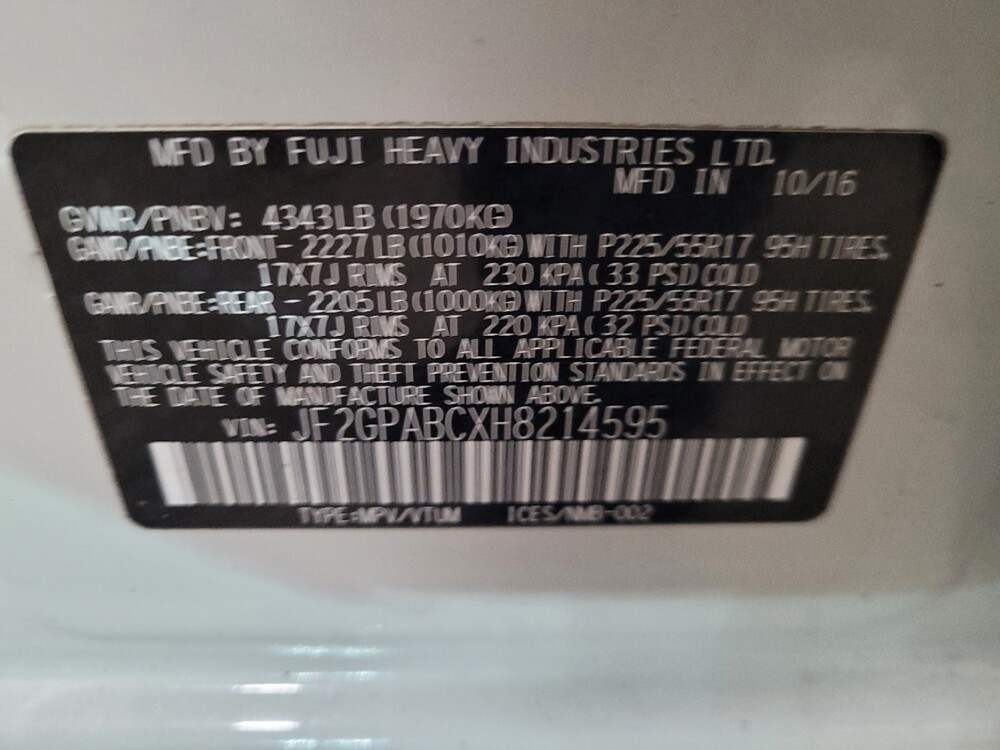 MFD BY FUJI HEAVY INDUSTRIES LTD.
MFD IN 10/16
GVWR/PNBV: 4343LB (1970KG)
GAWR/PNBE:FRONT- 2227 LB(1010KG) WITH P225/55R17 95H TIRES,
17X7J RIMS AT 230 KPA( 33 PSI)COLD
GAWR/PNBE:REAR - 2205 LB(1000KG) WITH P225/55R17 95H TIRES,
17X7J RIMS AT 220 KPA( 32 PSI)COLD
THIS VEHICLE CONFORMS TO ALL APPLICABLE FEDERAL MOTOR
VEHICLE SAFETY AND THEFT PREVENTION STANDARDS IN EFFECT ON
THE DATE OF MANUFACTURE SHOWN ABOVE.
VIN: JF2GPABCXH8214595
TYPE:MPV/VTUM ICES/NMB-002